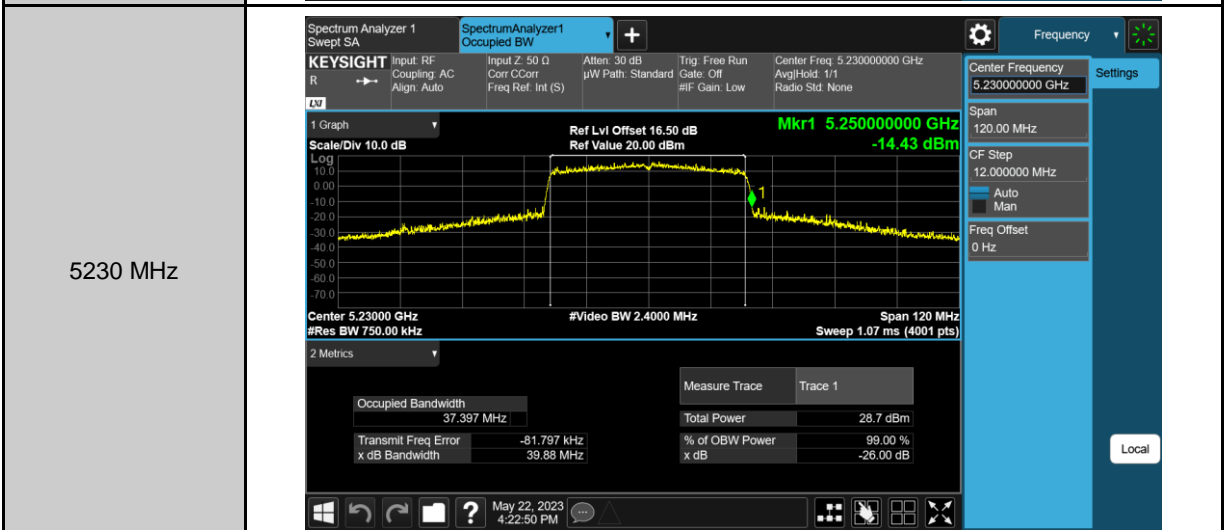 5230 MHz
Spectrum Analyzer 1
Swept SA
SpectrumAnalyzer1
Occupied BW
Frequency
KEYSIGHT
R
LXI
Input: RF
Coupling: AC
Align: Auto
Input Z: 50 Ω
Corr CCorr
Freq Ref: Int (S)
Atten: 30 dB
µW Path: Standard
Trig: Free Run
Gate: Off
#IF Gain: Low
Center Freq: 5.230000000 GHz
Avg|Hold: 1/1
Radio Std: None
Center Frequency
5.230000000 GHz
Settings
Span
120.00 MHz
CF Step
12.000000 MHz
Auto
Man
Freq Offset
0 Hz
Local
1 Graph
Scale/Div 10.0 dB
Ref Lvl Offset 16.50 dB
Ref Value 20.00 dBm
Mkr1 5.250000000 GHz
-14.43 dBm
Log
10.0
0.00
-10.0
-20.0
-30.0
-40.0
-50.0
-60.0
-70.0
1
Center 5.23000 GHz
#Res BW 750.00 kHz
#Video BW 2.4000 MHz
Span 120 MHz
Sweep 1.07 ms (4001 pts)
2 Metrics
Measure Trace Trace 1
Occupied Bandwidth
37.397 MHz
Total Power 28.7 dBm
Transmit Freq Error -81.797 kHz
% of OBW Power 99.00 %
x dB Bandwidth 39.88 MHz
x dB -26.00 dB
May 22, 2023
4:22:50 PM